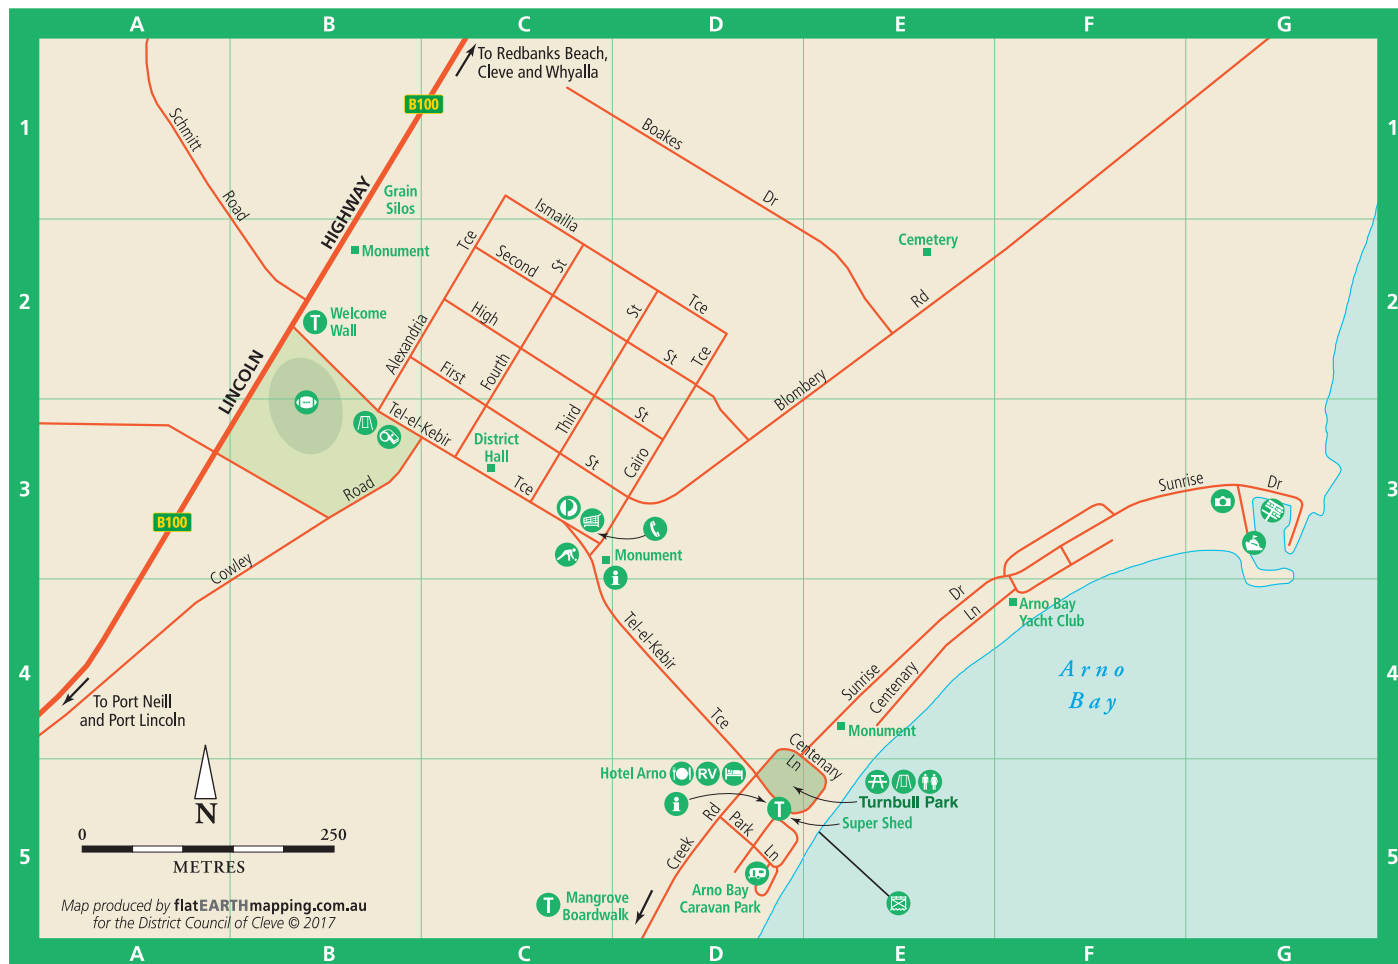 A B C D E F G
To Redbanks Beach,
Cleve and Whyalla
B100
1
1
Schmitt
Road
Boakes
Dr
HIGHWAY
Grain
Silos
Ismailia
Tce
Monument
Tce
Second
St
Cemetery
2
2
Welcome
Wall
Alexandria
High
St
St
Tce
Rd
LINCOLN
First
Fourth
Third
St
Cairo
Blombery
Tel-el-Kebir
District
Hall
St
Tce
3
3
Road
B100
Sunrise
Dr
Cowley
Monument
Tel-el-Kebir
Tce
Dr
Ln
Arno Bay
Yacht Club
4
4
Arno
Bay
Sunrise
Centenary
To Port Neill
and Port Lincoln
Monument
Centenary
Ln
Hotel Arno
RV
Turnbull Park
T
Super Shed
Rd
Park
Ln
Creek
5
5
N
0
250
METRES
Arno Bay
Caravan Park
T
Mangrove
Boardwalk
Map produced by flatEARTHmapping.com.au
for the District Council of Cleve © 2017
A B C D E F G